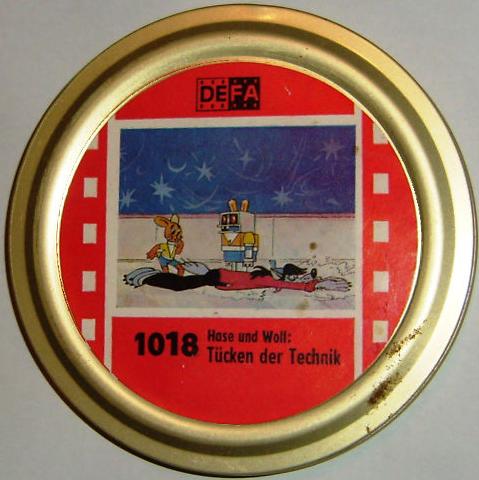 DEFA
1018 Hase und Wolf:
Tücken der Technik